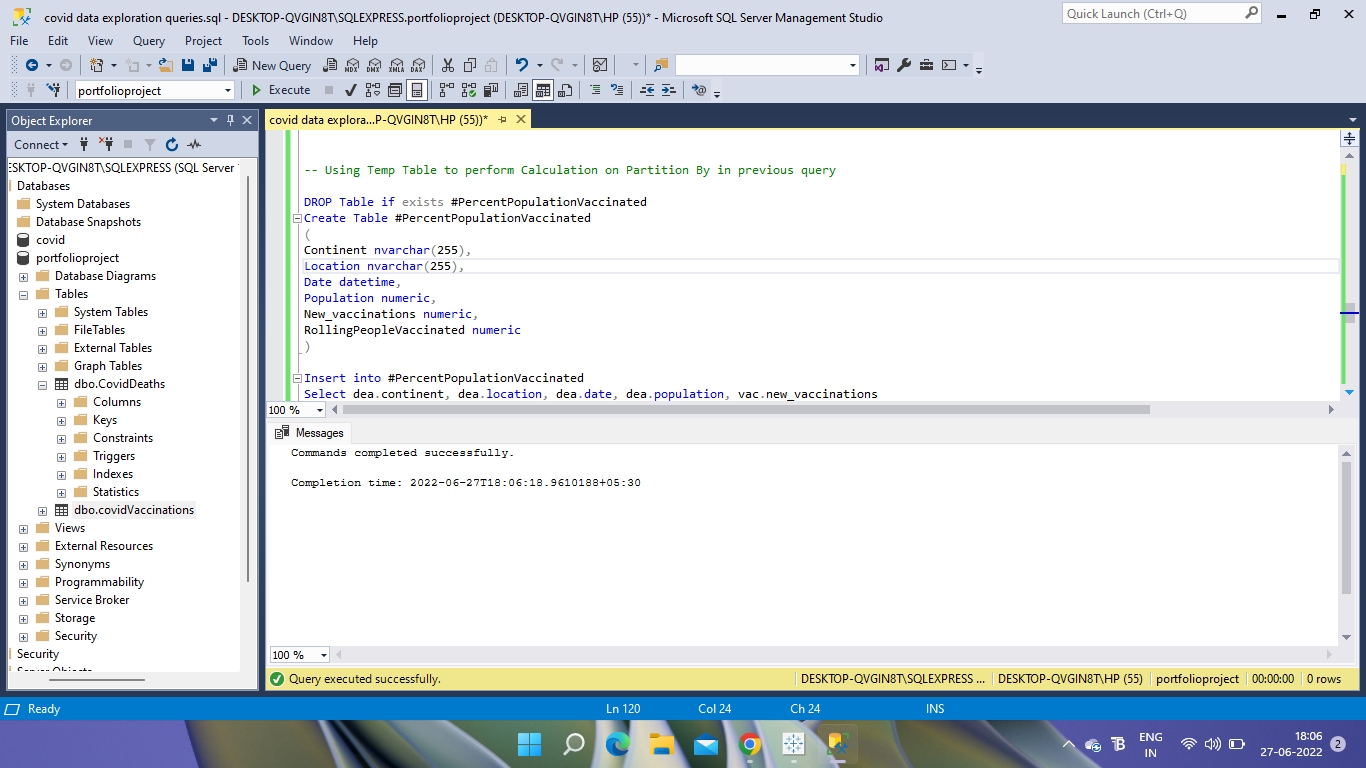 covid data exploration queries.sql - DESKTOP-QVGIN8T\SQLEXPRESS.portfolioproject (DESKTOP-QVGIN8T\HP (55))* - Microsoft SQL Server Management Studio
Quick Launch (Ctrl+Q)
File Edit View Query Project Tools Window Help
New Query MDX DMX XMLA DAX
portfolioproject Execute
Object Explorer
covid data explora...P-QVGIN8T\HP (55))*
Connect
ESKTOP-QVGIN8T\SQLEXPRESS (SQL Server
Databases
System Databases
Database Snapshots
covid
portfolioproject
Database Diagrams
Tables
System Tables
FileTables
External Tables
Graph Tables
dbo.CovidDeaths
Columns
Keys
Constraints
Triggers
Indexes
Statistics
dbo.covidVaccinations
Views
External Resources
Synonyms
Programmability
Service Broker
Storage
Security
Security
Server Objects
-- Using Temp Table to perform Calculation on Partition By in previous query
DROP Table if exists #PercentPopulationVaccinated
Create Table #PercentPopulationVaccinated
(
Continent nvarchar(255),
Location nvarchar(255),
Date datetime,
Population numeric,
New_vaccinations numeric,
RollingPeopleVaccinated numeric
)
Insert into #PercentPopulationVaccinated
Select dea.continent, dea.location, dea.date, dea.population, vac.new_vaccinations
100 %
Messages
Commands completed successfully.
Completion time: 2022-06-27T18:06:18.9610188+05:30
100 %
Query executed successfully. DESKTOP-QVGIN8T\SQLEXPRESS ... DESKTOP-QVGIN8T\HP (55) portfolioproject 00:00:00 0 rows
Ready Ln 120 Col 24 Ch 24 INS
ENG
IN
18:06
27-06-2022
2